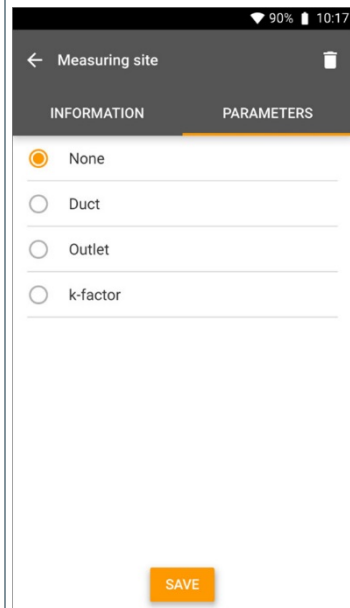 90% 10:17
Measuring site
INFORMATION PARAMETERS
None
Duct
Outlet
k-factor
SAVE